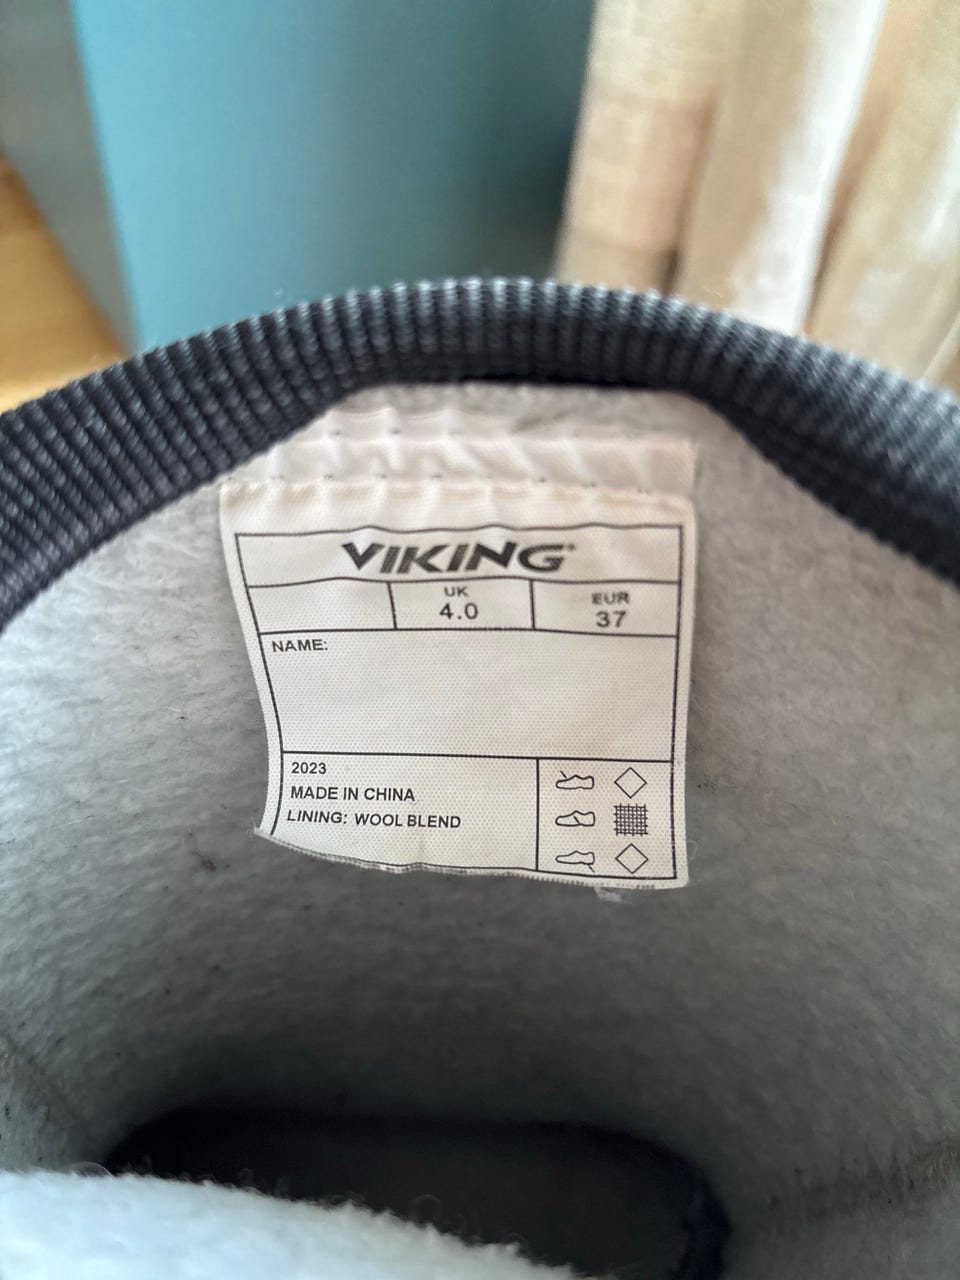 VIKING®
UK EUR
4.0 37
NAME:
2023
MADE IN CHINA
LINING: WOOL BLEND